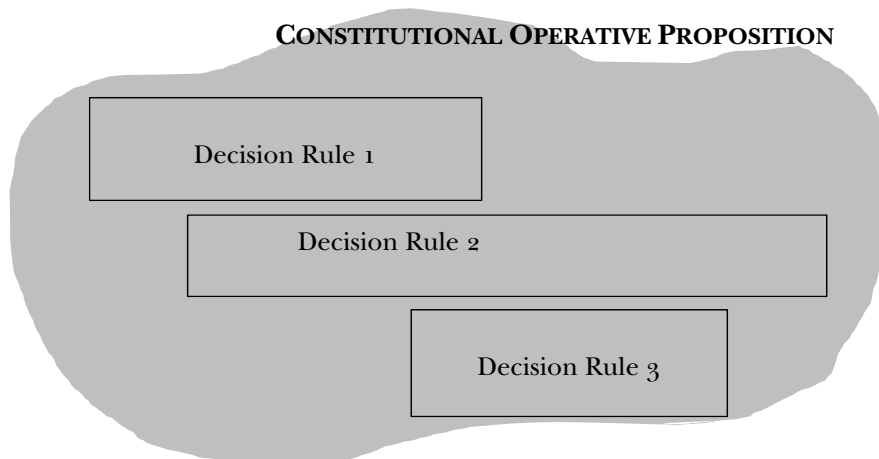 CONSTITUTIONAL OPERATIVE PROPOSITION
Decision Rule 1
Decision Rule 2
Decision Rule 3